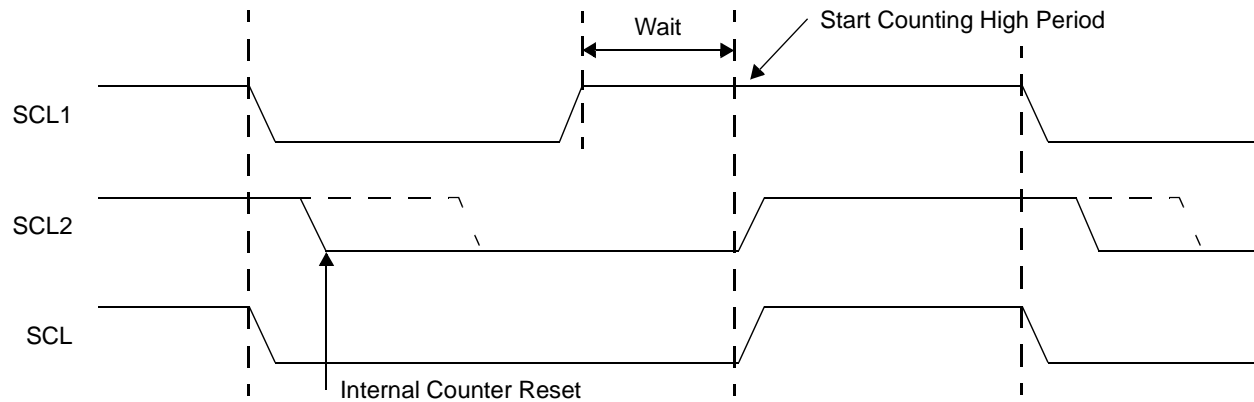 Wait
Start Counting High Period
SCL1
SCL2
SCL
Internal Counter Reset